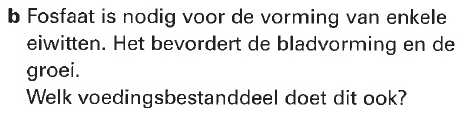 b Fosfaat is nodig voor de vorming van enkele
eiwitten. Het bevordert de bladvorming en de
groei.
Welk voedingsbestanddeel doet dit ook?